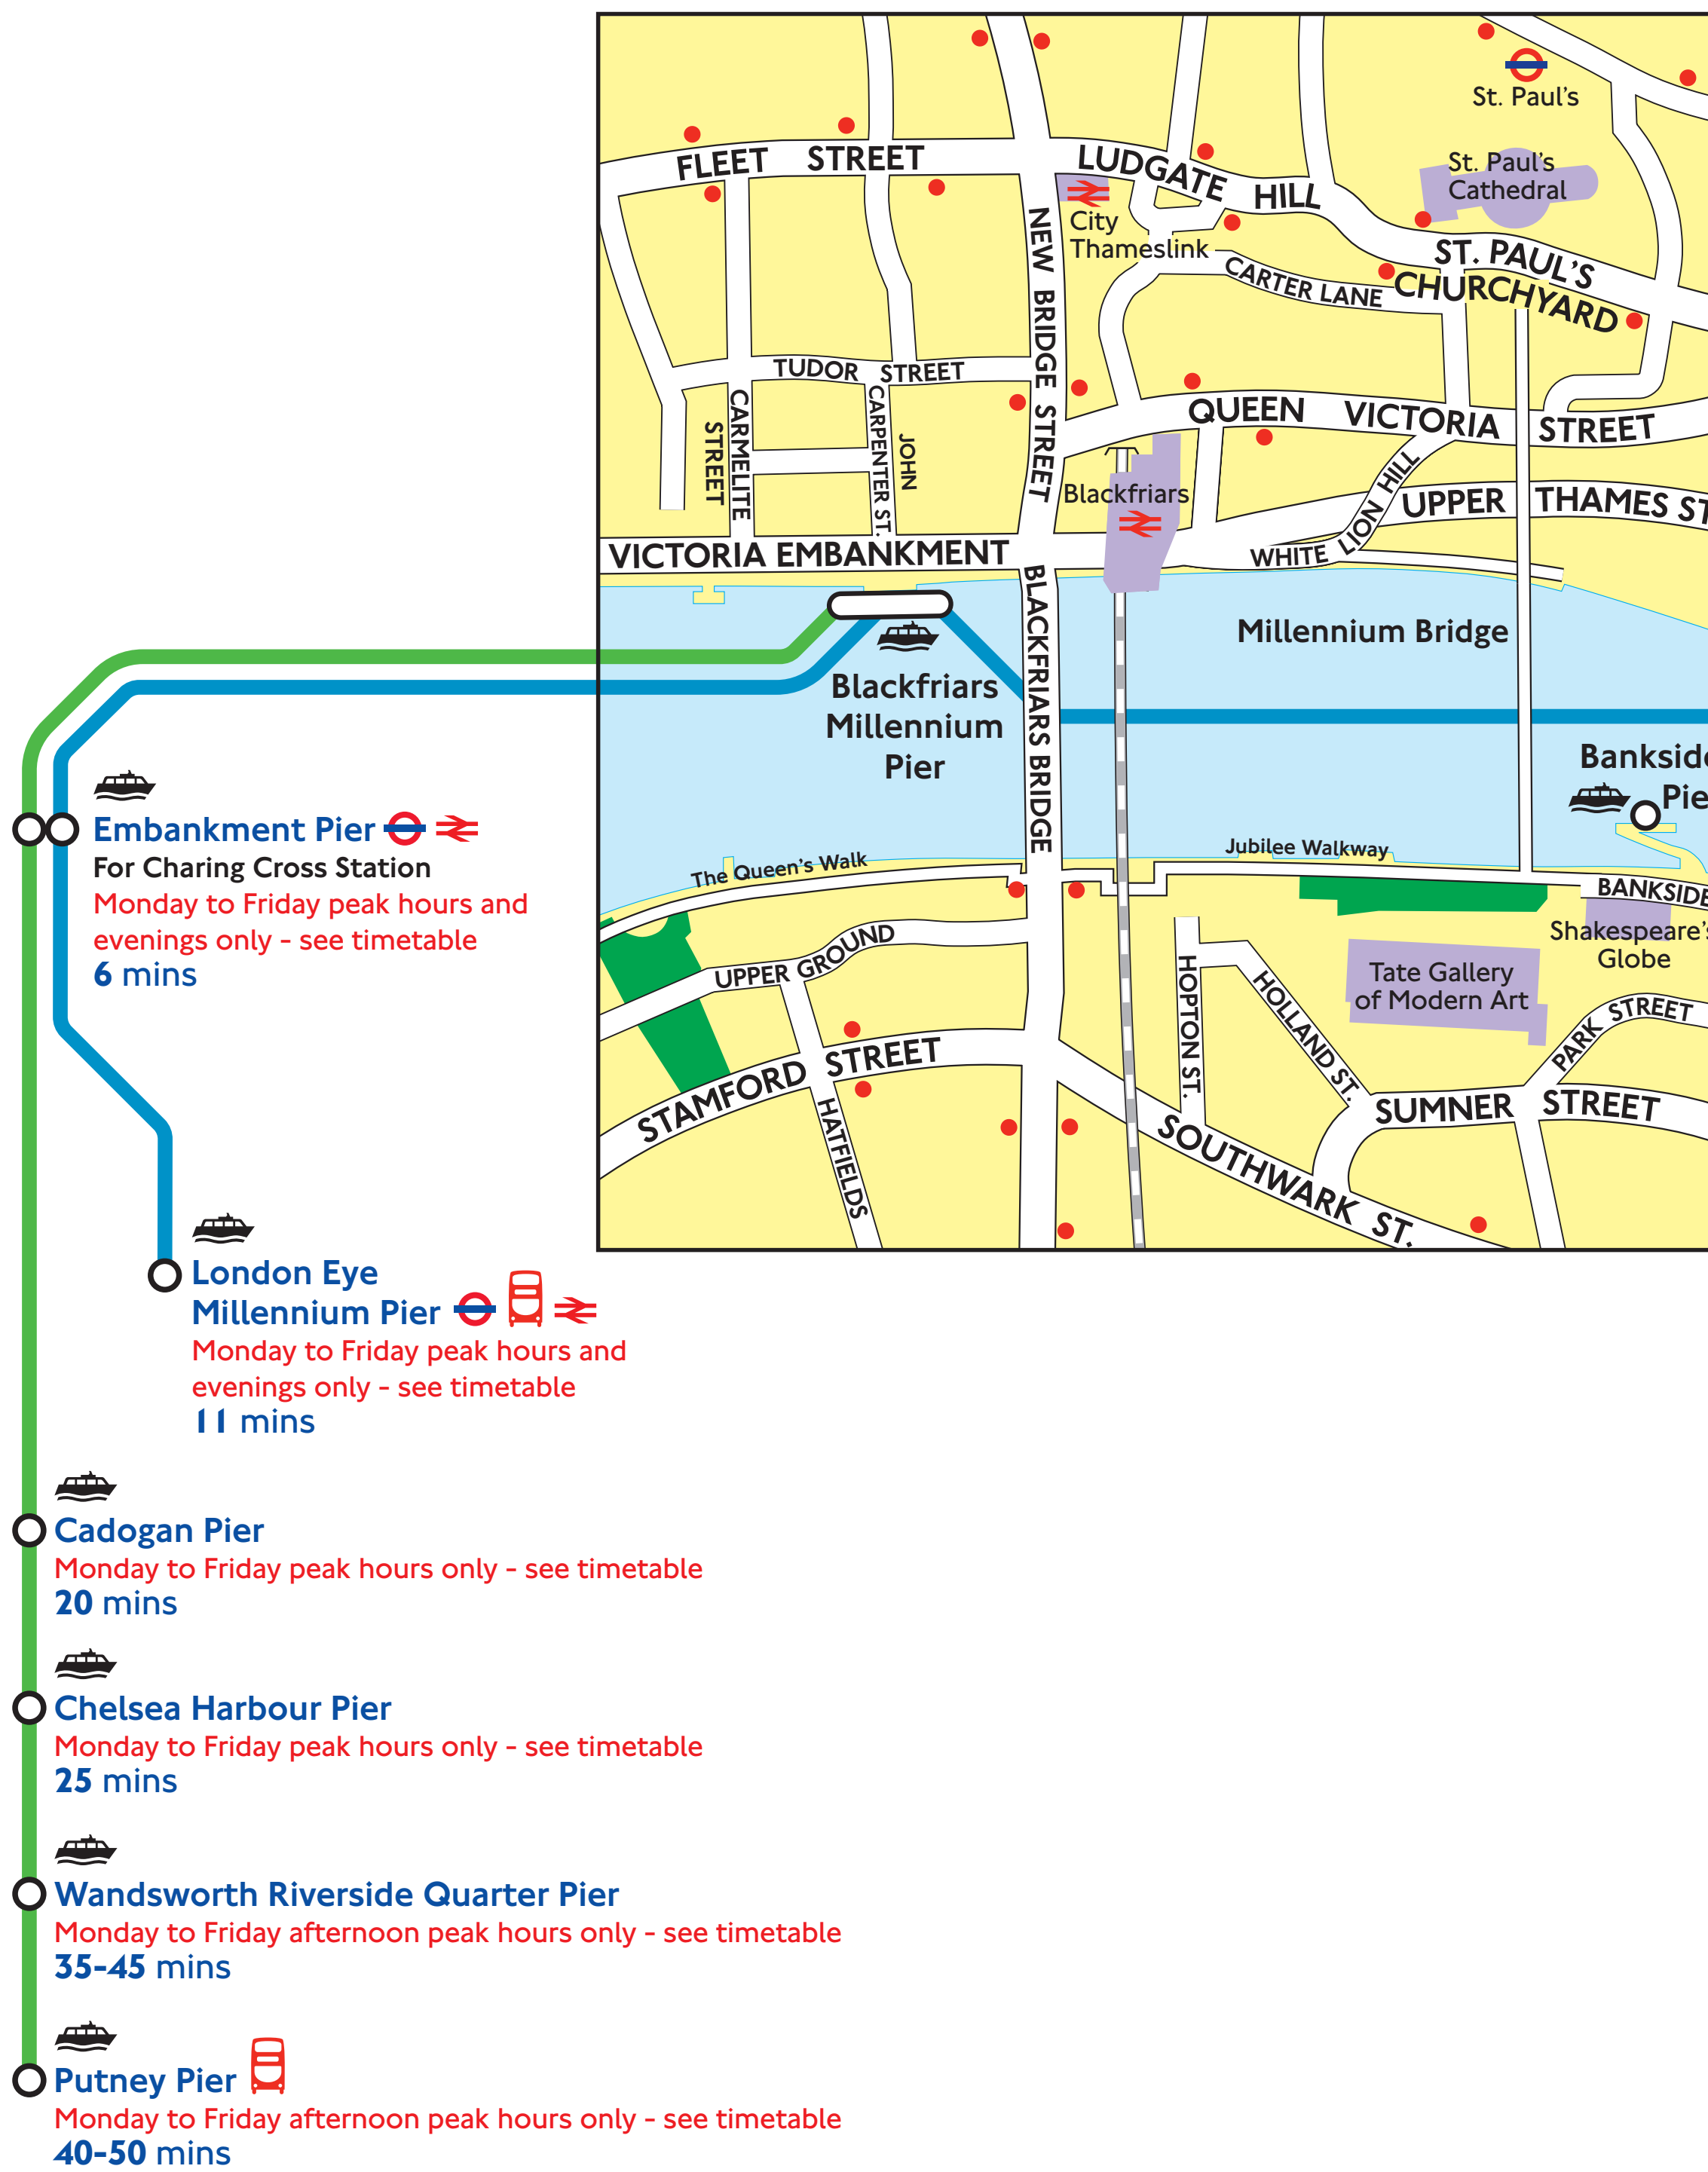 St. Paul's
St. Paul's
Cathedral
FLEET STREET
LUDGATE HILL
City
Thameslink
NEW BRIDGE STREET
CARTER LANE
ST. PAUL'S
CHURCHYARD
TUDOR STREET
CARMELITE
STREET
CARPENTER ST.
JOHN
QUEEN VICTORIA STREET
Blackfriars
UPPER THAMES ST
WHITE LION HILL
VICTORIA EMBANKMENT
BLACKFRIARS BRIDGE
Millennium Bridge
Blackfriars
Millennium
Pier
Bankside
Pie
The Queen's Walk
Jubilee Walkway
BANKSIDE
Shakespeare's
Globe
Tate Gallery
of Modern Art
UPPER GROUND
HOPTON ST.
HOLLAND ST.
PARK STREET
STAMFORD STREET
SUMNER STREET
HATFIELDS
SOUTHWARK ST.
Embankment Pier
For Charing Cross Station
Monday to Friday peak hours and
evenings only - see timetable
6 mins
London Eye
Millennium Pier
Monday to Friday peak hours and
evenings only - see timetable
11 mins
Cadogan Pier
Monday to Friday peak hours only - see timetable
20 mins
Chelsea Harbour Pier
Monday to Friday peak hours only - see timetable
25 mins
Wandsworth Riverside Quarter Pier
Monday to Friday afternoon peak hours only - see timetable
35-45 mins
Putney Pier
Monday to Friday afternoon peak hours only - see timetable
40-50 mins